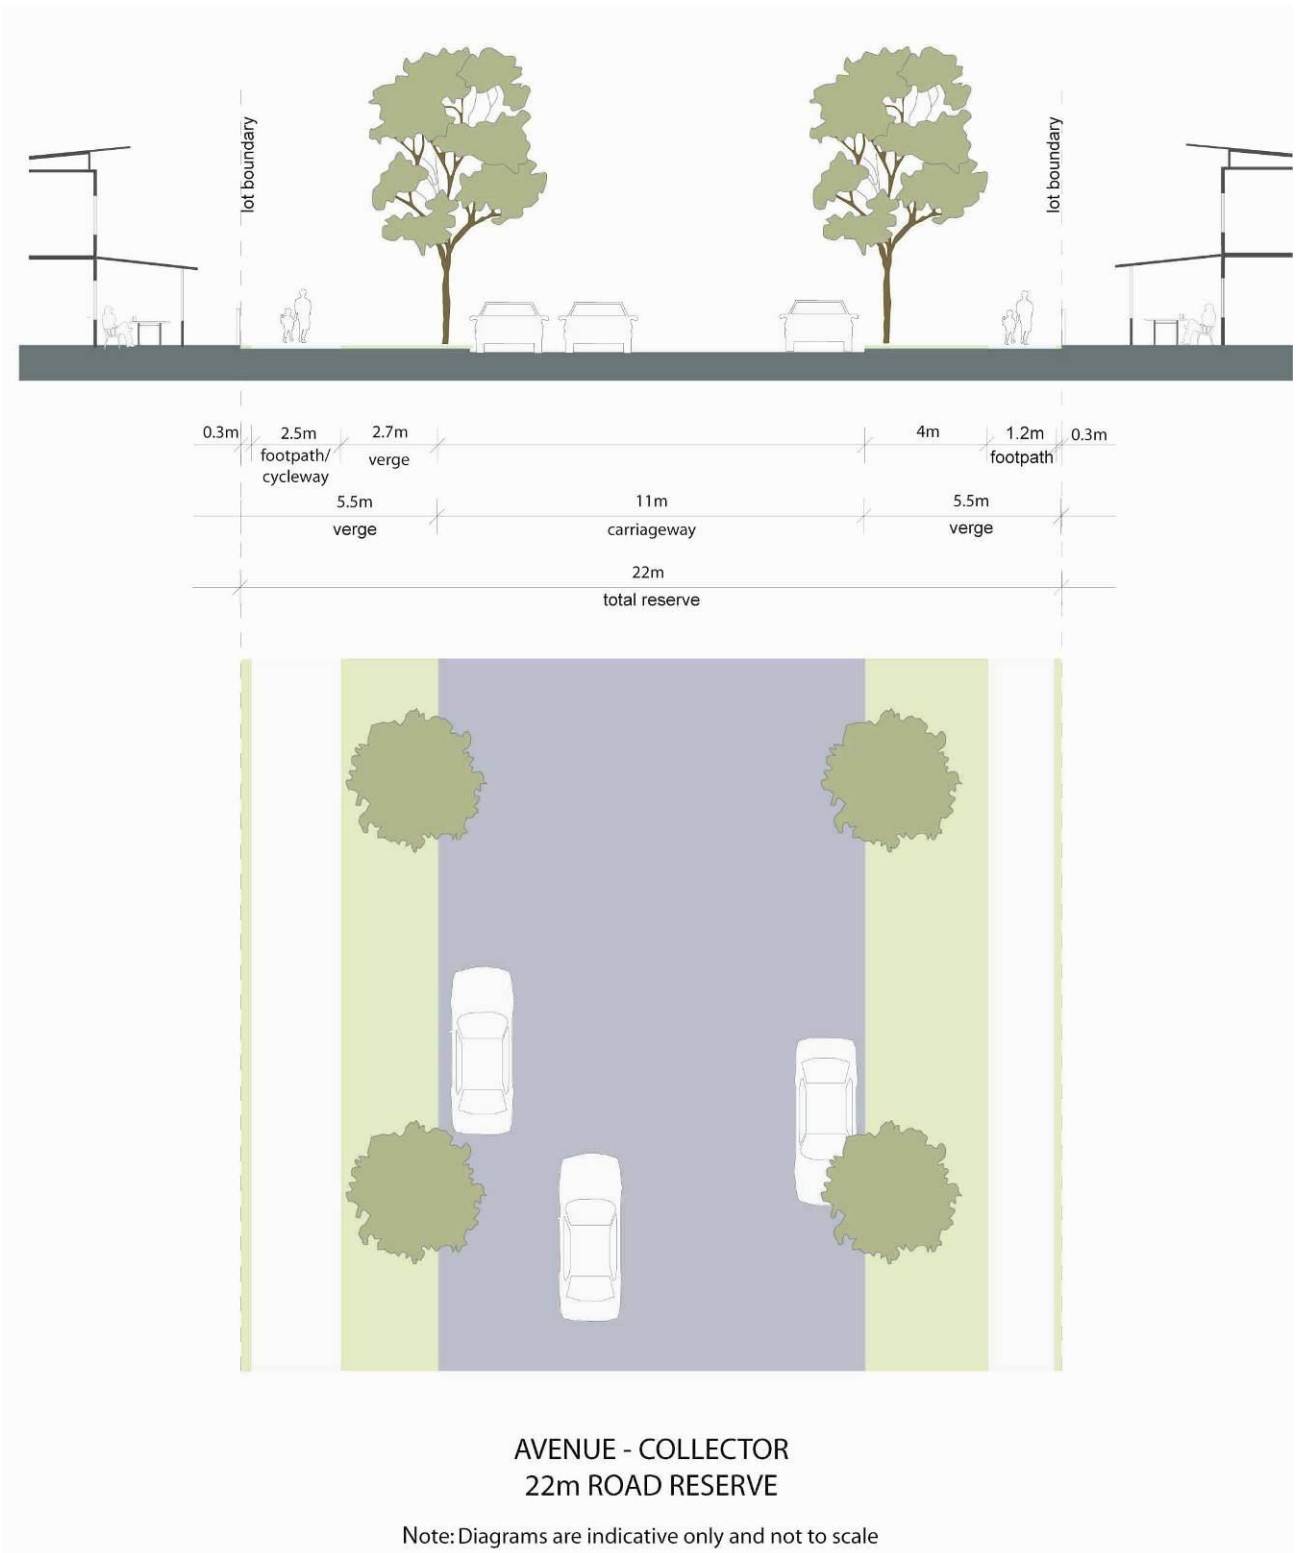 lot boundary
lot boundary
0.3m 2.5m 2.7m 4m 1.2m 0.3m
footpath/ verge footpath
cycleway
5.5m 11m 5.5m
verge carriageway verge
22m
total reserve
AVENUE - COLLECTOR
22m ROAD RESERVE
Note: Diagrams are indicative only and not to scale